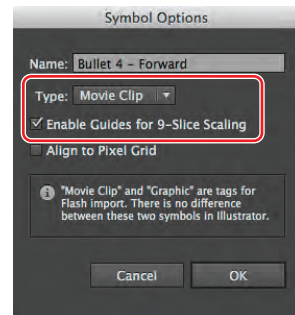 Symbol Options
Name: Bullet 4 – Forward
Type: Movie Clip
Enable Guides for 9-Slice Scaling
Align to Pixel Grid
"Movie Clip" and "Graphic" are tags for
Flash import. There is no difference
between these two symbols in Illustrator.
Cancel OK